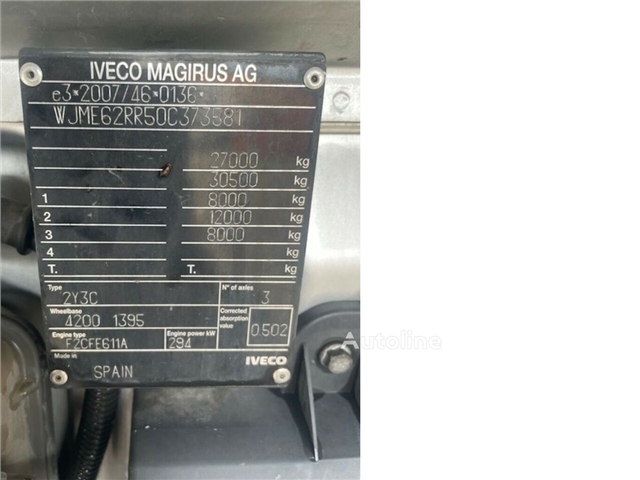 IVECO MAGIRUS AG
e3*2007/46*0136*
WJME62RR50C373581
27000 kg
30500 kg
1 8000 kg
2 12000 kg
3 8000 kg
4 kg
T. T. kg
Type N° of axles
2Y3C 3
Wheelbase Corrected absorption value
4200 1395 0.502
Engine type Engine power kW
F2CFE611A 294
Made in IVECO
SPAIN
Autoline